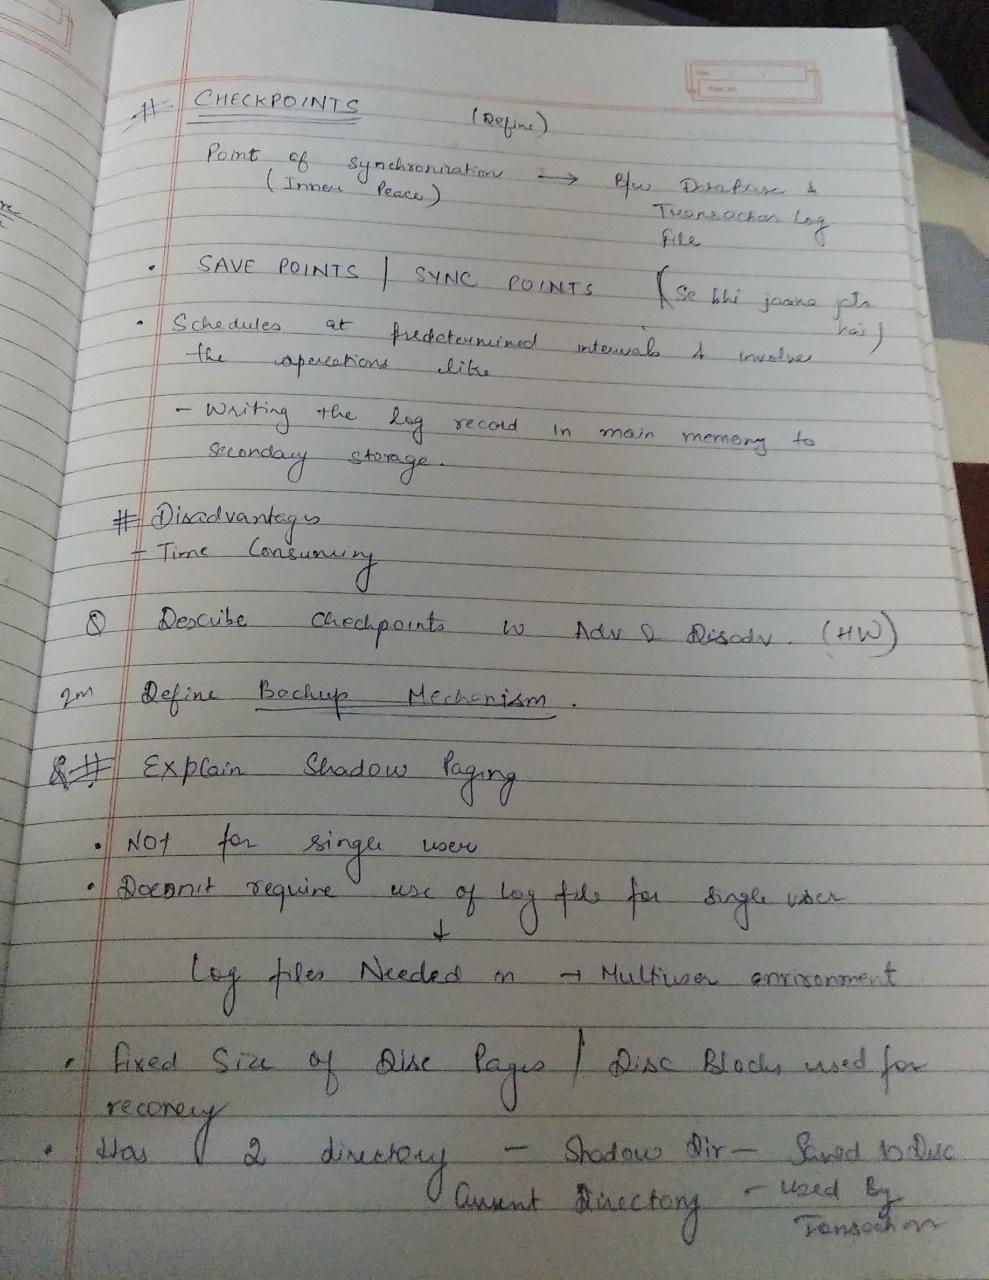 # CHECKPOINTS (Define)
Point of synchronization → B/w Database &
(Inner Peace) Transaction Log
file
• SAVE POINTS | SYNC POINTS (se bhi jaana jata
hai)
• Schedules at predetermined intervals & involves
the operations like
- Writing the log record in main memory to
secondary storage.
# Disadvantages
- Time Consuming
Q Describe Checkpoints w Adv & Disadv. (HW)
2m Define Backup Mechanism.
# Explain Shadow Paging
• Not for single user
• Doesn't require use of log file for single user
↓
Log files Needed in → Multiuser environment
• Fixed Size of Disc Pages | Disc Blocks used for
recovery
• Has 2 directory - Shadow Dir - Saved to Disc
Current Directory - Used By
Transaction